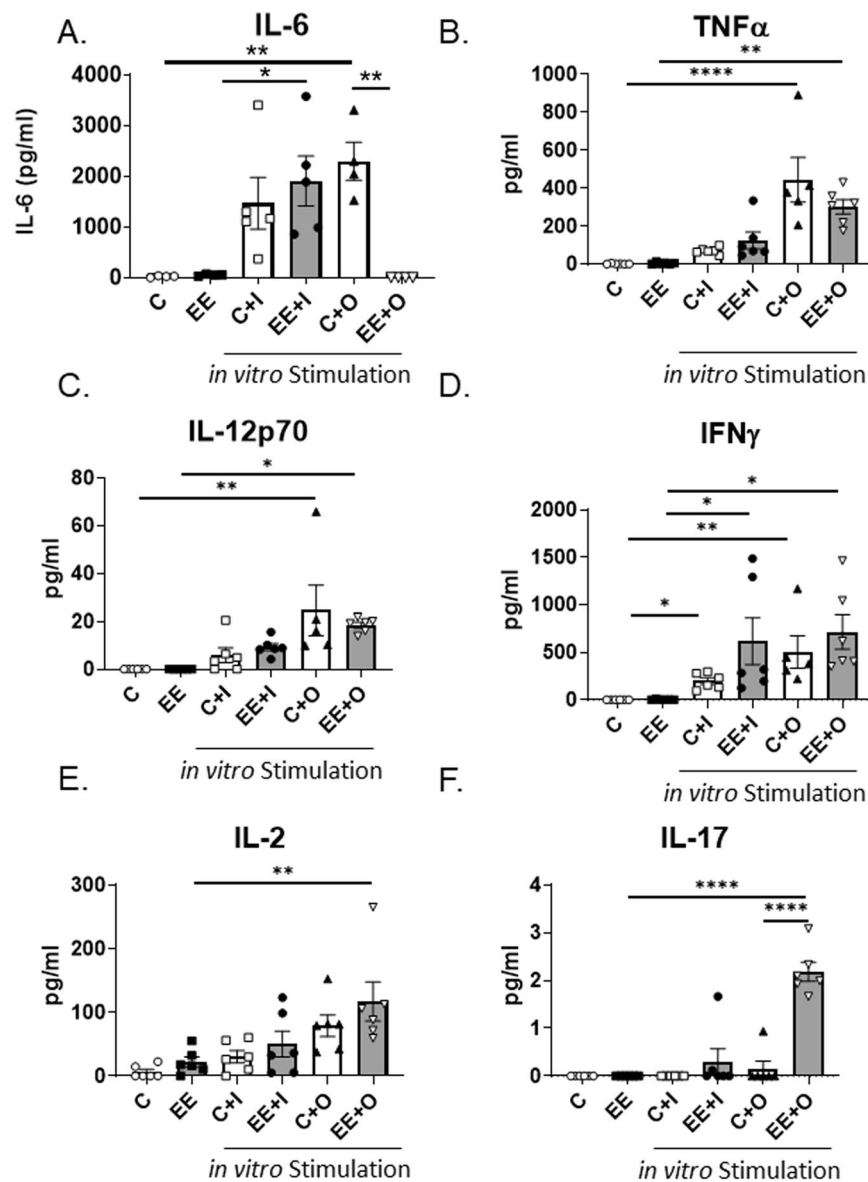 A.
IL-6
**
*
**
IL-6 (pg/ml)
4000
3000
2000
1000
0
C
EE
C+I
EE+I
C+O
EE+O
in vitro Stimulation
B.
TNFα
**
****
pg/ml
1000
800
600
400
200
0
C
EE
C+I
EE+I
C+O
EE+O
in vitro Stimulation
C.
IL-12p70
*
**
pg/ml
80
60
40
20
0
C
EE
C+I
EE+I
C+O
EE+O
in vitro Stimulation
D.
IFNγ
*
*
**
*
pg/ml
2000
1500
1000
500
0
C
EE
C+I
EE+I
C+O
EE+O
in vitro Stimulation
E.
IL-2
**
pg/ml
300
200
100
0
C
EE
C+I
EE+I
C+O
EE+O
in vitro Stimulation
F.
IL-17
****
****
pg/ml
4
3
2
1
0
C
EE
C+I
EE+I
C+O
EE+O
in vitro Stimulation